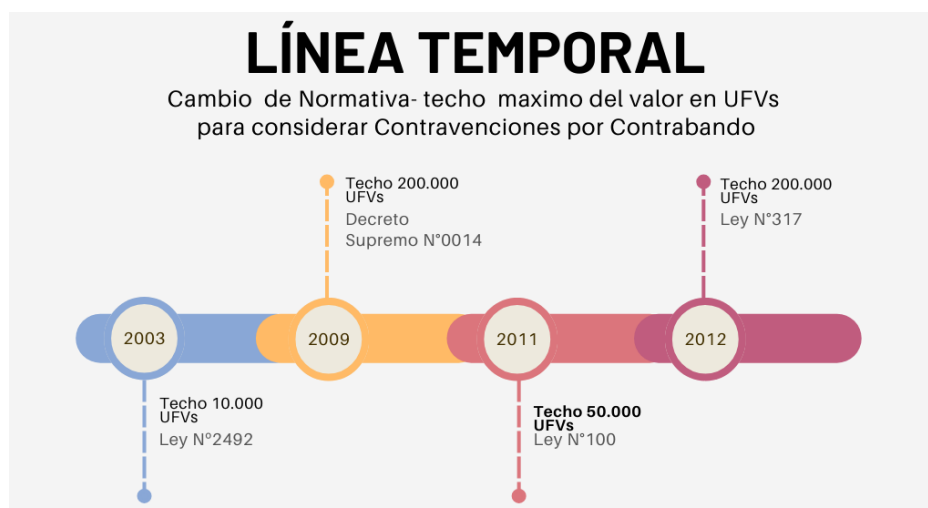 LÍNEA TEMPORAL
Cambio de Normativa- techo maximo del valor en UFVs
para considerar Contravenciones por Contrabando
Techo 200.000
UFVs
Decreto
Supremo N°0014
Techo 200.000
UFVs
Ley N°317
2003
2009
2011
2012
Techo 10.000
UFVs
Ley Nº2492
Techo 50.000
UFVs
Ley N°100